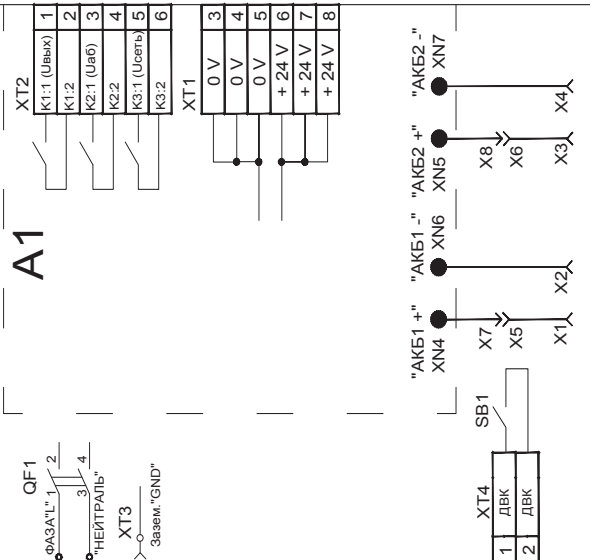 A1
XT2
1
K1:1 (Uвых)
2
K1:2
3
K2:1 (Uаб)
4
K2:2
5
K3:1 (Uсеть)
6
K3:2
XT1
3
0 V
4
0 V
5
0 V
6
+ 24 V
7
+ 24 V
8
+ 24 V
"АКБ2 -"
XN7
X4
"АКБ2 +"
XN5
X8
X6
X3
"АКБ1 -"
XN6
X2
"АКБ1 +"
XN4
X7
X5
X1
QF1
ФАЗА"L"
1
2
"НЕЙТРАЛЬ"
3
4
XT3
Зазем."GND"
SB1
XT4
1
ДВК
2
ДВК